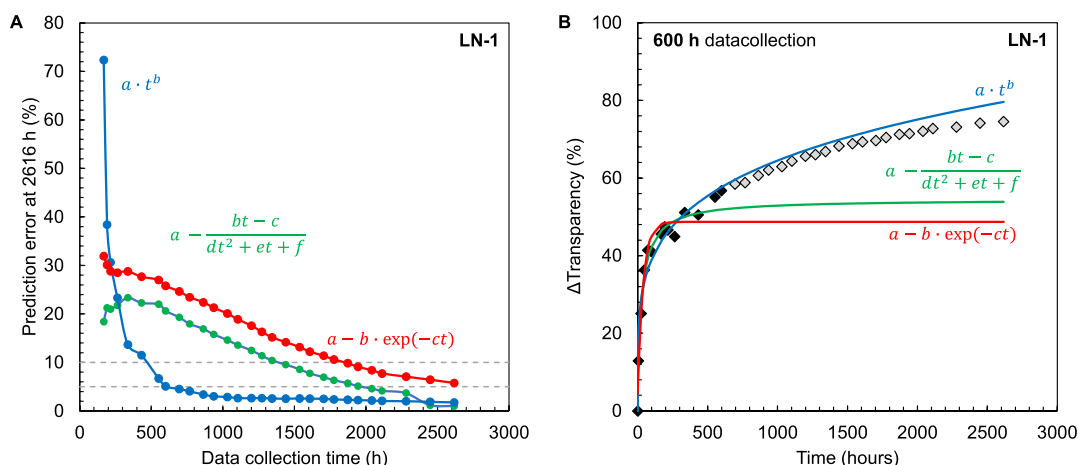 A
LN-1
80
70
60
50
40
30
20
10
0
Prediction error at 2616 h (%)
a · t^b
a − (bt − c)/(dt² + et + f)
a − b · exp(−ct)
0 500 1000 1500 2000 2500 3000
Data collection time (h)
B
600 h datacollection
LN-1
100
80
60
40
20
0
ΔTransparency (%)
a · t^b
a − (bt − c)/(dt² + et + f)
a − b · exp(−ct)
0 500 1000 1500 2000 2500 3000
Time (hours)